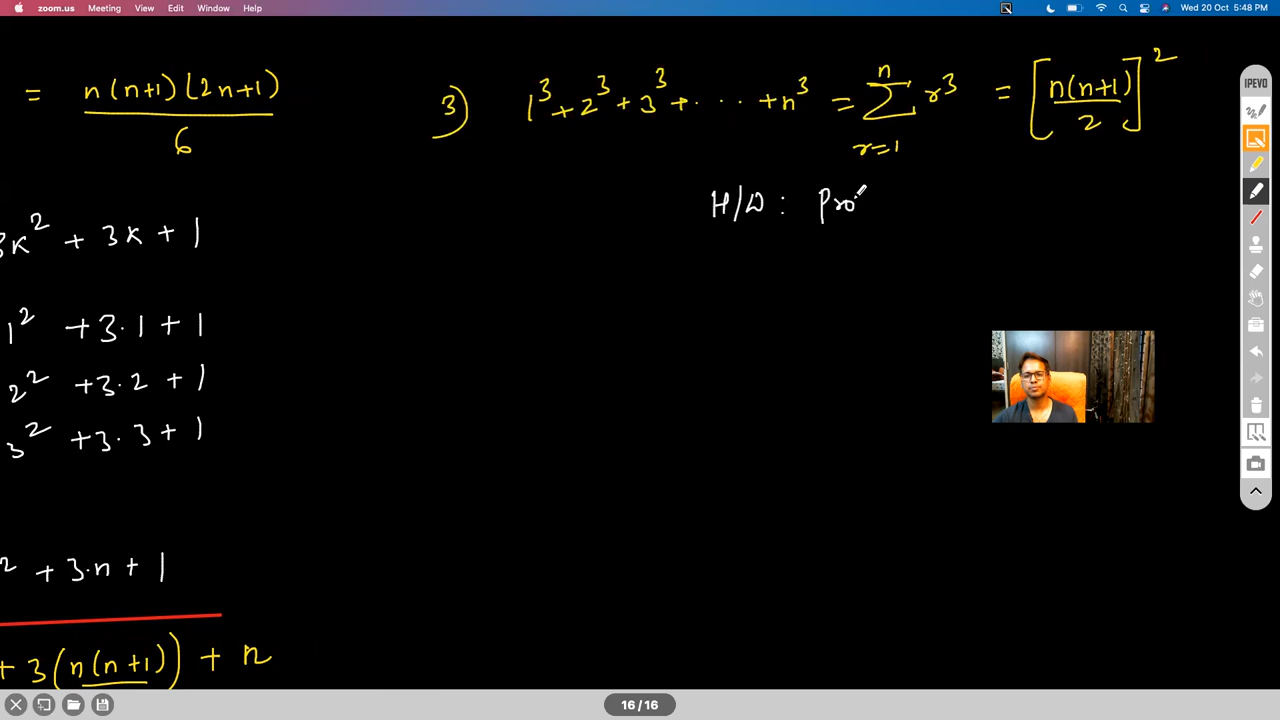 zoom.us Meeting View Edit Window Help Wed 20 Oct 5:48 PM
= n(n+1)(2n+1) / 6
3) 1³ + 2³ + 3³ + · · · · + n³ = Σ_{r=1}^{n} r³ = [n(n+1)/2]²
IPEVO
H/W : Pro
3k² + 3k + 1
1² + 3·1 + 1
2² + 3·2 + 1
3² + 3·3 + 1
² + 3·n + 1
+ 3(n(n+1)) + n
16 / 16